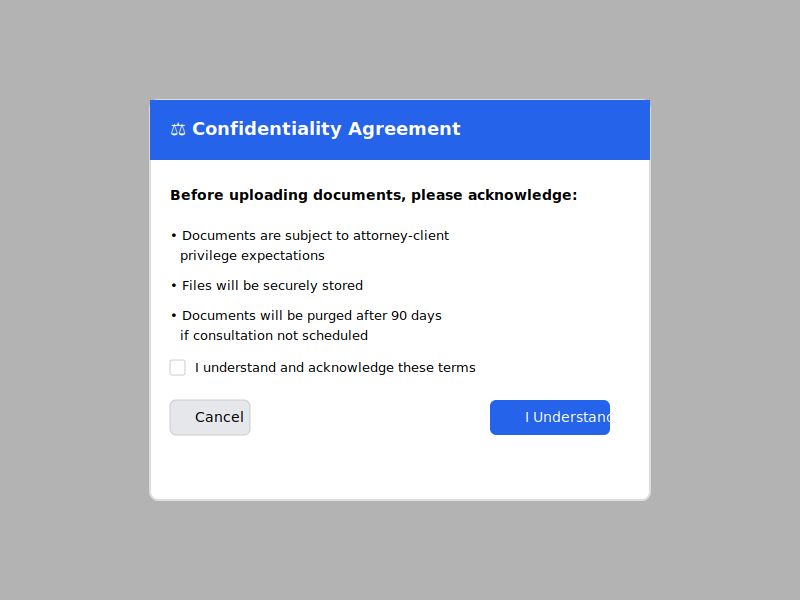 ⚖ Confidentiality Agreement
Before uploading documents, please acknowledge:
• Documents are subject to attorney-client
privilege expectations
• Files will be securely stored
• Documents will be purged after 90 days
if consultation not scheduled
I understand and acknowledge these terms
Cancel
I Understand